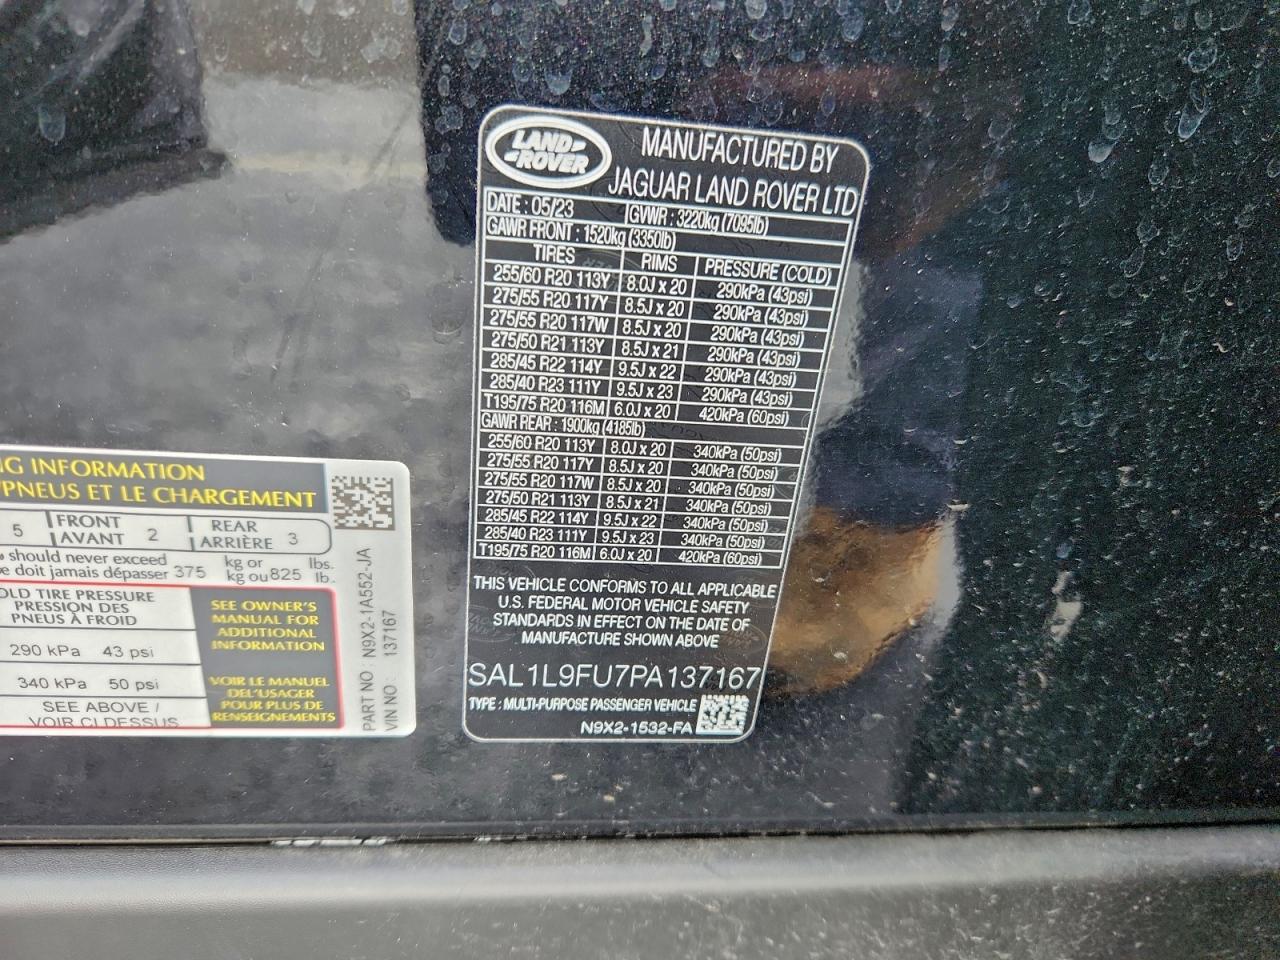 LAND ROVER
MANUFACTURED BY
JAGUAR LAND ROVER LTD
DATE : 05/23 GVWR : 3220kg (7095lb)
GAWR FRONT : 1520kg (3350lb)
TIRES RIMS PRESSURE (COLD)
255/60 R20 113Y 8.0J x 20 290kPa (43psi)
275/55 R20 117Y 8.5J x 20 290kPa (43psi)
275/55 R20 117W 8.5J x 20 290kPa (43psi)
275/50 R21 113Y 8.5J x 21 290kPa (43psi)
285/45 R22 114Y 9.5J x 22 290kPa (43psi)
285/40 R23 111Y 9.5J x 23 290kPa (43psi)
T195/75 R20 116M 6.0J x 20 420kPa (60psi)
GAWR REAR : 1900kg (4185lb)
255/60 R20 113Y 8.0J x 20 340kPa (50psi)
275/55 R20 117Y 8.5J x 20 340kPa (50psi)
275/55 R20 117W 8.5J x 20 340kPa (50psi)
275/50 R21 113Y 8.5J x 21 340kPa (50psi)
285/45 R22 114Y 9.5J x 22 340kPa (50psi)
285/40 R23 111Y 9.5J x 23 340kPa (50psi)
T195/75 R20 116M 6.0J x 20 420kPa (60psi)
THIS VEHICLE CONFORMS TO ALL APPLICABLE
U.S. FEDERAL MOTOR VEHICLE SAFETY
STANDARDS IN EFFECT ON THE DATE OF
MANUFACTURE SHOWN ABOVE
SAL1L9FU7PA137167
TYPE : MULTI-PURPOSE PASSENGER VEHICLE
N9X2-1532-FA
NG INFORMATION
/PNEUS ET LE CHARGEMENT
5 FRONT AVANT 2 REAR ARRIÈRE 3
should never exceed
e doit jamais dépasser 375 kg or kg ou 825 lbs. lb.
OLD TIRE PRESSURE
PRESSION DES
PNEUS À FROID
290 kPa 43 psi
340 kPa 50 psi
SEE ABOVE /
VOIR CI DESSUS
SEE OWNER'S
MANUAL FOR
ADDITIONAL
INFORMATION
VOIR LE MANUEL
DEL'USAGER
POUR PLUS DE
RENSEIGNEMENTS
PART NO : N9X2-1A552-JA
VIN NO : 137167